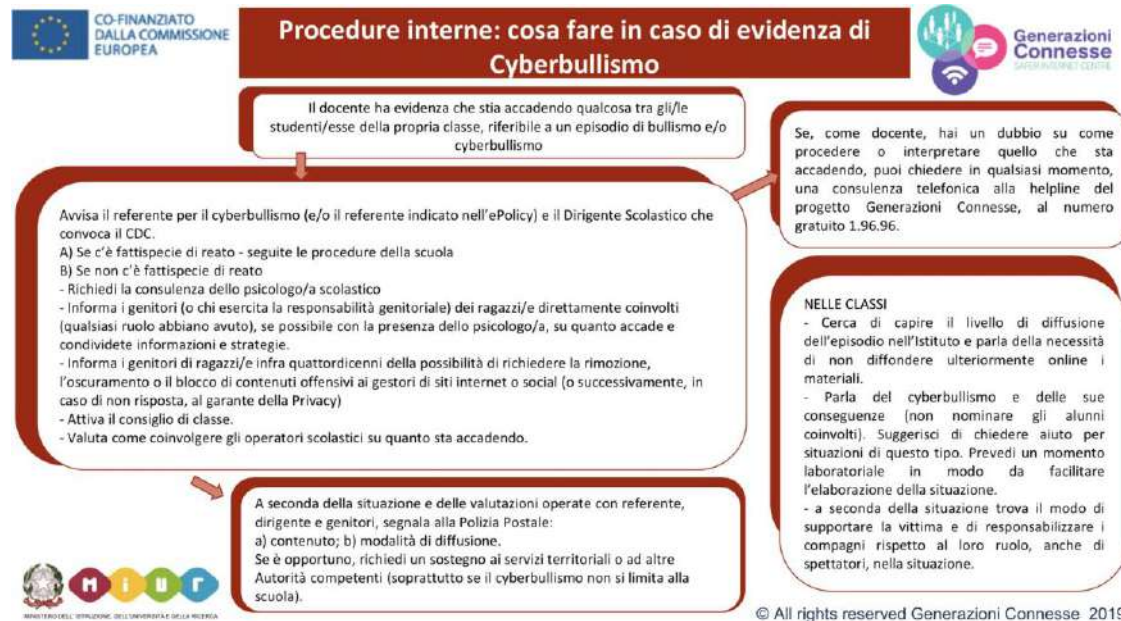 CO-FINANZIATO
DALLA COMMISSIONE
EUROPEA
Procedure interne: cosa fare in caso di evidenza di
Cyberbullismo
Generazioni
Connesse
SAFER INTERNET CENTRE
Il docente ha evidenza che stia accadendo qualcosa tra gli/le
studenti/esse della propria classe, riferibile a un episodio di bullismo e/o
cyberbullismo
Se, come docente, hai un dubbio su come
procedere o interpretare quello che sta
accadendo, puoi chiedere in qualsiasi momento,
una consulenza telefonica alla helpline del
progetto Generazioni Connesse, al numero
gratuito 1.96.96.
Avvisa il referente per il cyberbullismo (e/o il referente indicato nell'ePolicy) e il Dirigente Scolastico che
convoca il CDC.
A) Se c'è fattispecie di reato - seguite le procedure della scuola
B) Se non c'è fattispecie di reato
- Richiedi la consulenza dello psicologo/a scolastico
- Informa i genitori (o chi esercita la responsabilità genitoriale) dei ragazzi/e direttamente coinvolti
(qualsiasi ruolo abbiano avuto), se possibile con la presenza dello psicologo/a, su quanto accade e
condividete informazioni e strategie.
- Informa i genitori di ragazzi/e infra quattordicenni della possibilità di richiedere la rimozione,
l'oscuramento o il blocco di contenuti offensivi ai gestori di siti internet o social (o successivamente, in
caso di non risposta, al garante della Privacy)
- Attiva il consiglio di classe.
- Valuta come coinvolgere gli operatori scolastici su quanto sta accadendo.
NELLE CLASSI
- Cerca di capire il livello di diffusione
dell'episodio nell'Istituto e parla della necessità
di non diffondere ulteriormente online i
materiali.
- Parla del cyberbullismo e delle sue
conseguenze (non nominare gli alunni
coinvolti). Suggerisci di chiedere aiuto per
situazioni di questo tipo. Prevedi un momento
laboratoriale in modo da facilitare
l'elaborazione della situazione.
- a seconda della situazione trova il modo di
supportare la vittima e di responsabilizzare i
compagni rispetto al loro ruolo, anche di
spettatori, nella situazione.
A seconda della situazione e delle valutazioni operate con referente,
dirigente e genitori, segnala alla Polizia Postale:
a) contenuto; b) modalità di diffusione.
Se è opportuno, richiedi un sostegno ai servizi territoriali o ad altre
Autorità competenti (soprattutto se il cyberbullismo non si limita alla
scuola).
MIUR
MINISTERO DELL'ISTRUZIONE, DELL'UNIVERSITÀ E DELLA RICERCA
© All rights reserved Generazioni Connesse 2019